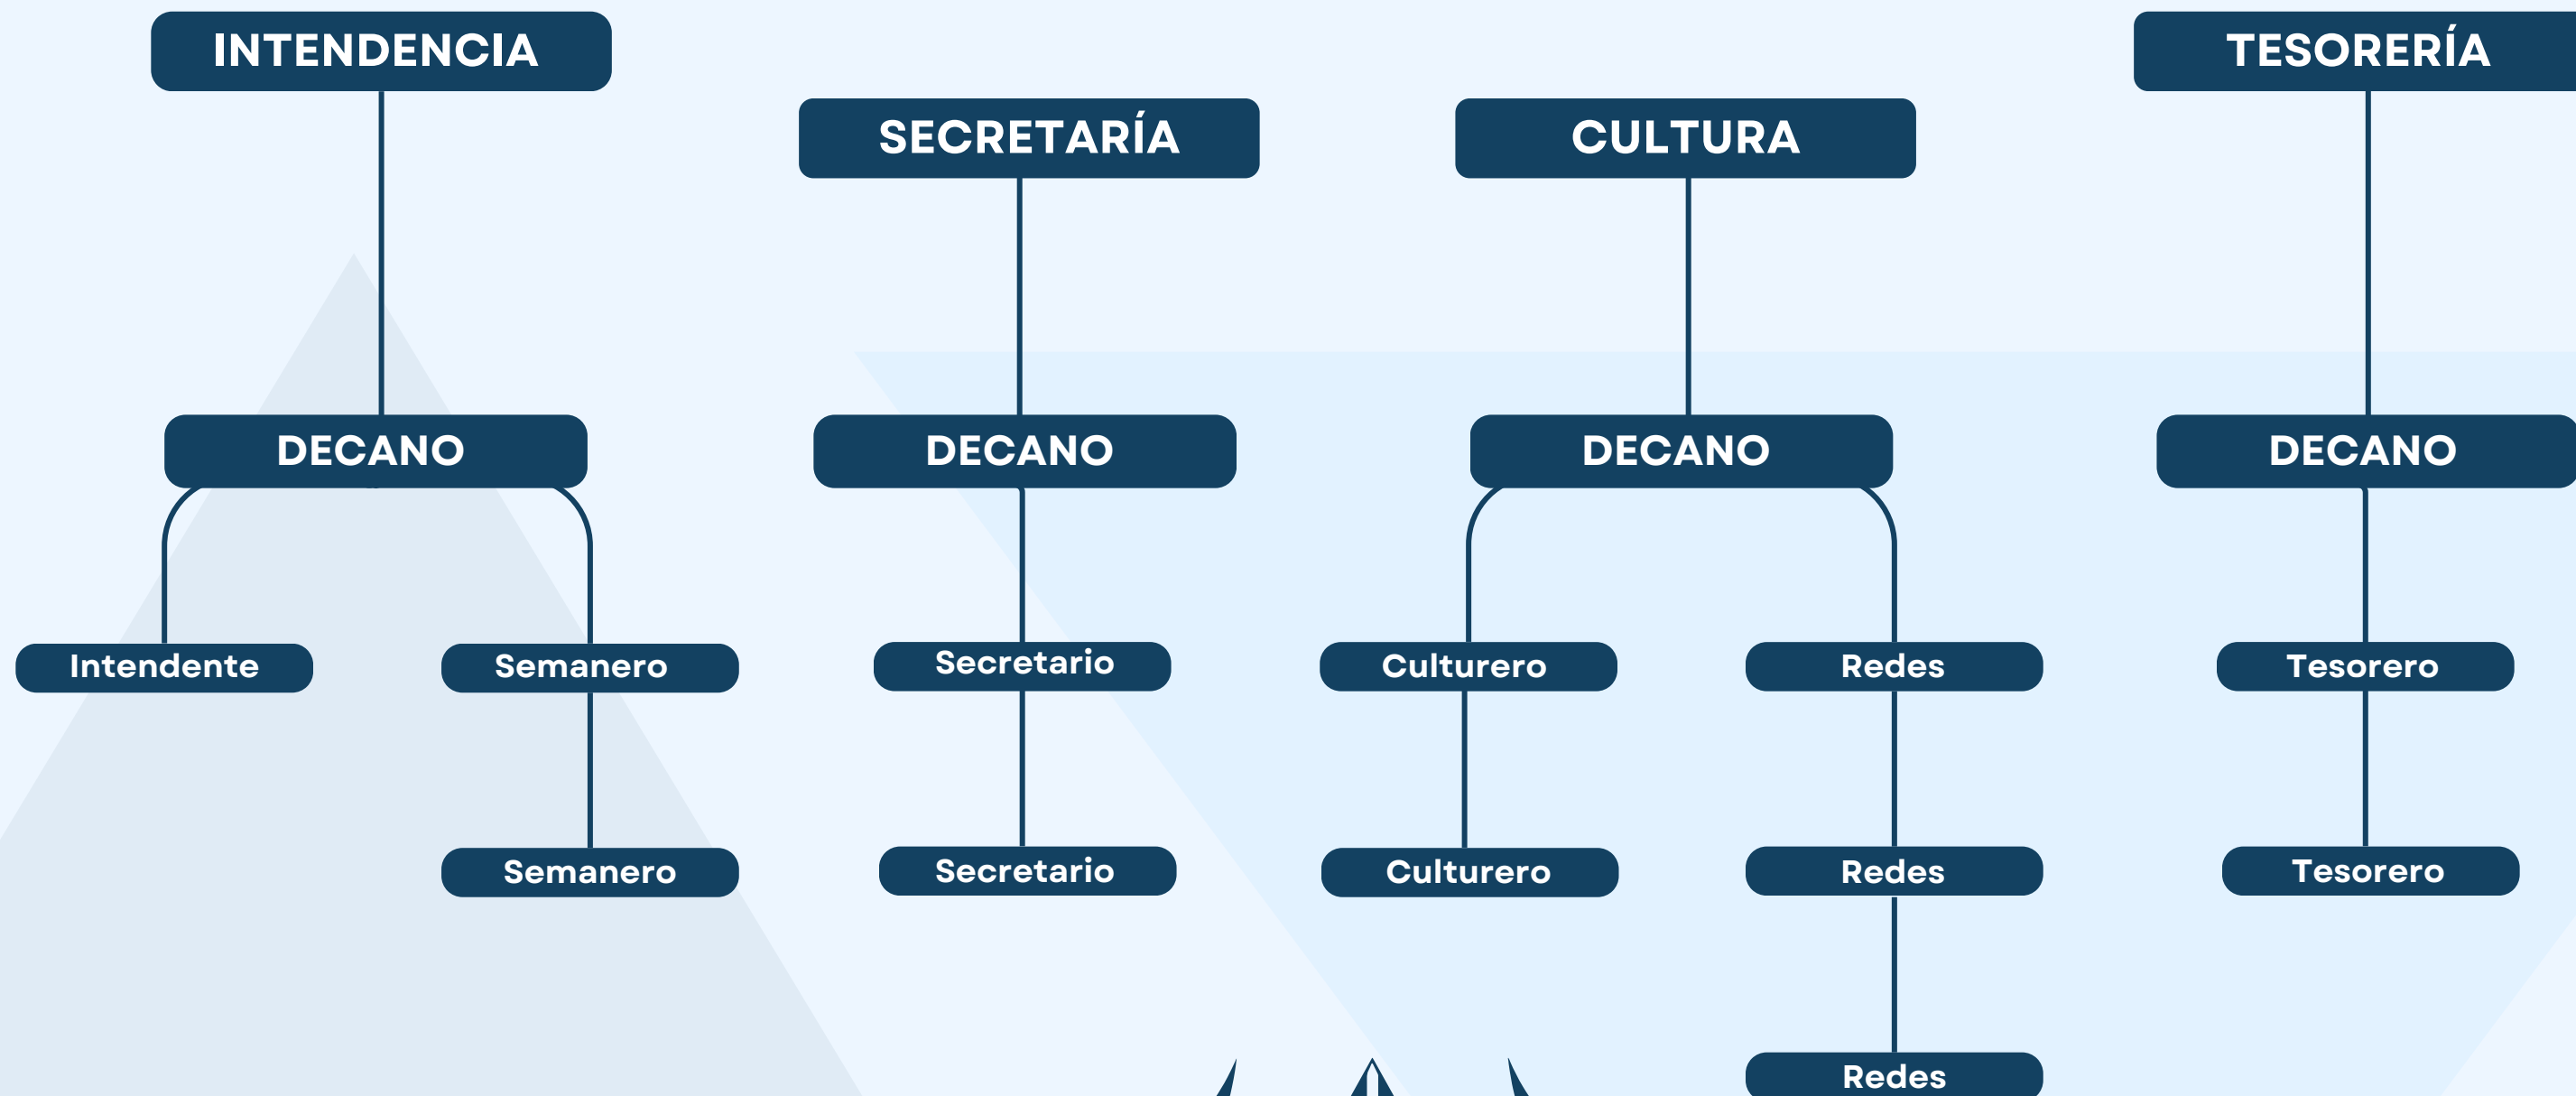 INTENDENCIA
TESORERÍA
SECRETARÍA
CULTURA
DECANO
DECANO
DECANO
DECANO
Intendente
Semanero
Secretario
Culturero
Redes
Tesorero
Semanero
Secretario
Culturero
Redes
Tesorero
Redes